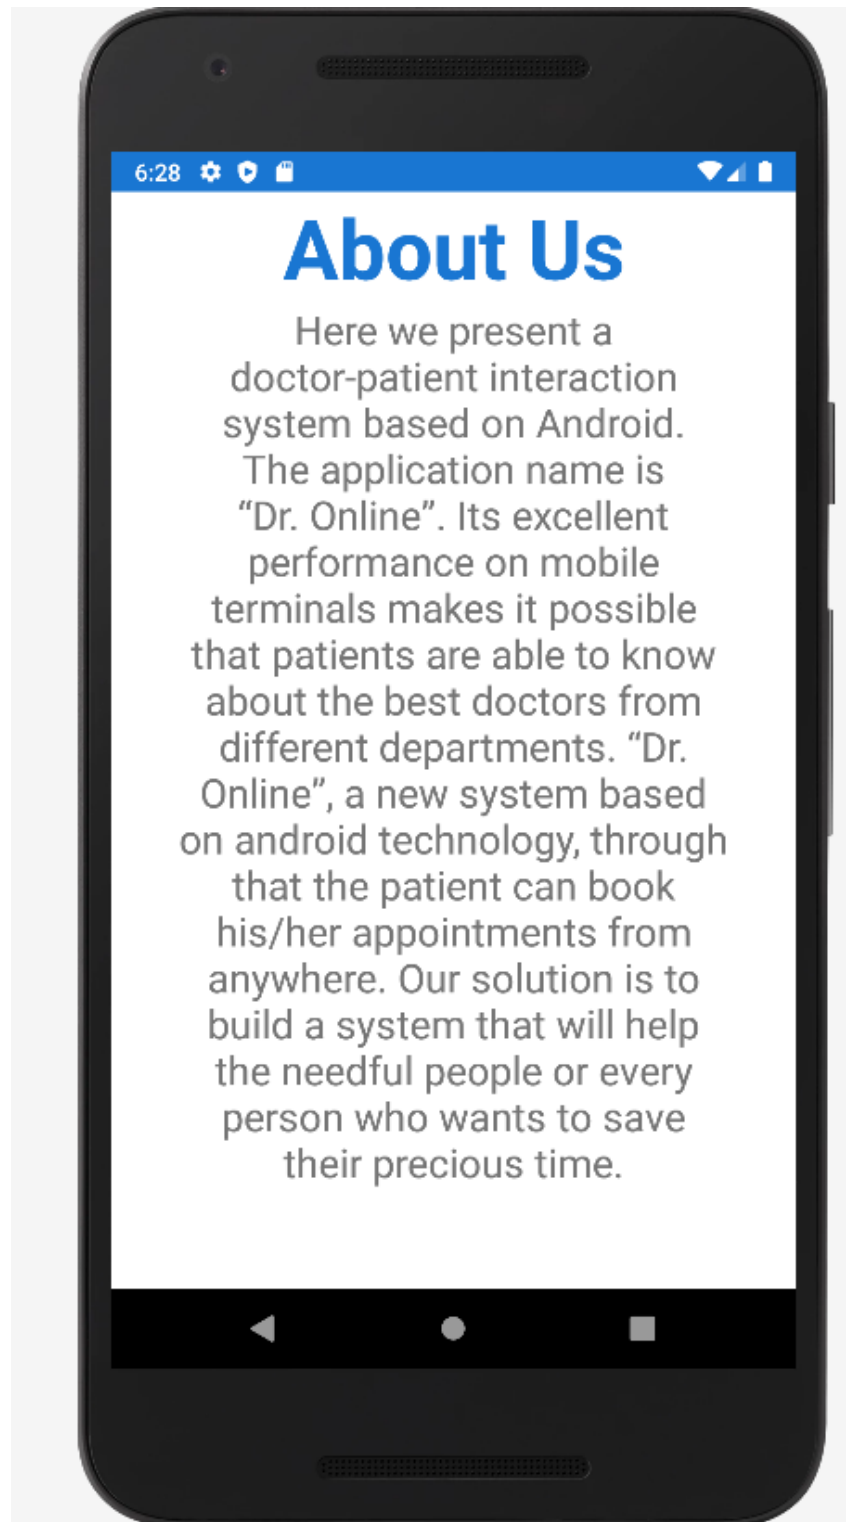 6:28
About Us
Here we present a
doctor-patient interaction
system based on Android.
The application name is
“Dr. Online”. Its excellent
performance on mobile
terminals makes it possible
that patients are able to know
about the best doctors from
different departments. “Dr.
Online”, a new system based
on android technology, through
that the patient can book
his/her appointments from
anywhere. Our solution is to
build a system that will help
the needful people or every
person who wants to save
their precious time.